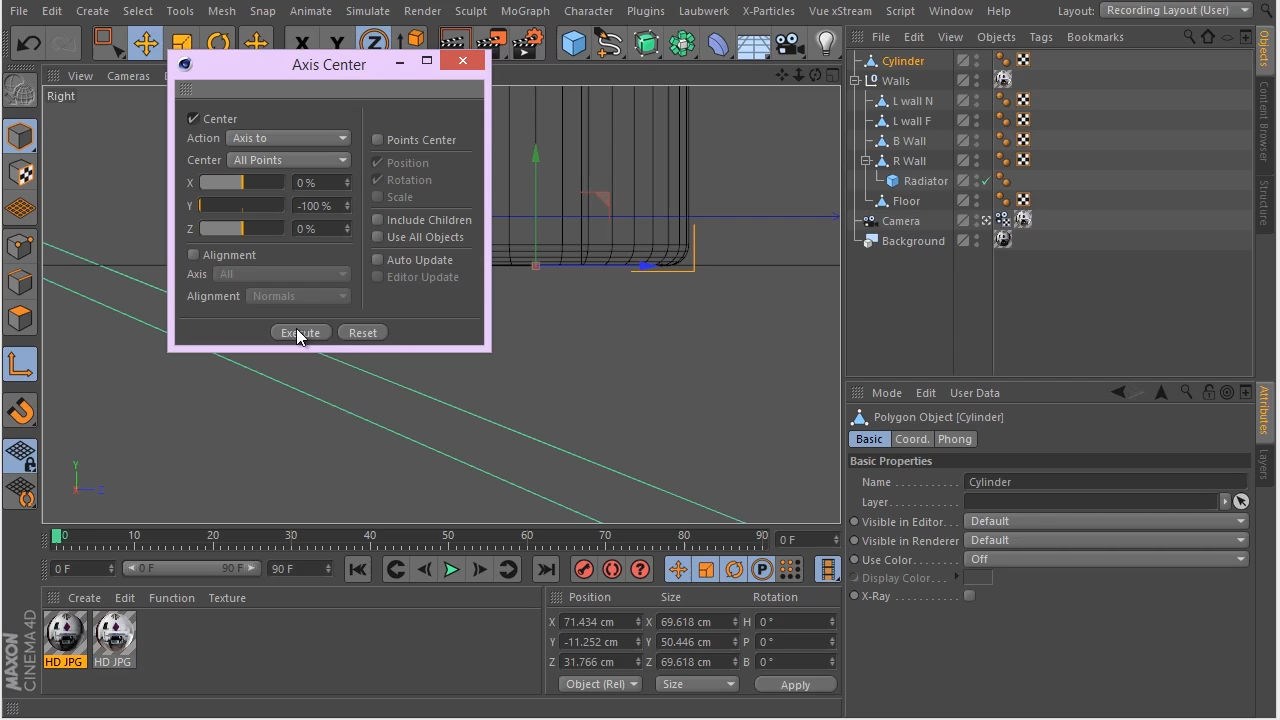 File Edit Create Select Tools Mesh Snap Animate Simulate Render Sculpt MoGraph Character Plugins Laubwerk X-Particles Vue xStream Script Window Help Layout: Recording Layout (User)
X Y Z
File Edit View Objects Tags Bookmarks
Axis Center
View Cameras
Right
Center
Action Axis to
Center All Points
X 0 %
Y -100 %
Z 0 %
Alignment
Axis All
Alignment Normals
Points Center
Position
Rotation
Scale
Include Children
Use All Objects
Auto Update
Editor Update
Execute Reset
Cylinder
Walls
L wall N
L wall F
B Wall
R Wall
Radiator
Floor
Camera
Background
Objects
Content Browser
Structure
Attributes
Layers
Mode Edit User Data
Polygon Object [Cylinder]
Basic Coord. Phong
Basic Properties
Name Cylinder
Layer
Visible in Editor Default
Visible in Renderer Default
Use Color Off
Display Color
X-Ray
Y
Z
0 10 20 30 40 50 60 70 80 90 0 F
0 F 0 F 90 F 90 F
Create Edit Function Texture
HD JPG HD JPG
MAXON
CINEMA 4D
Position Size Rotation
X 71.434 cm X 69.618 cm H 0 °
Y -11.252 cm Y 50.446 cm P 0 °
Z 31.766 cm Z 69.618 cm B 0 °
Object (Rel) Size Apply